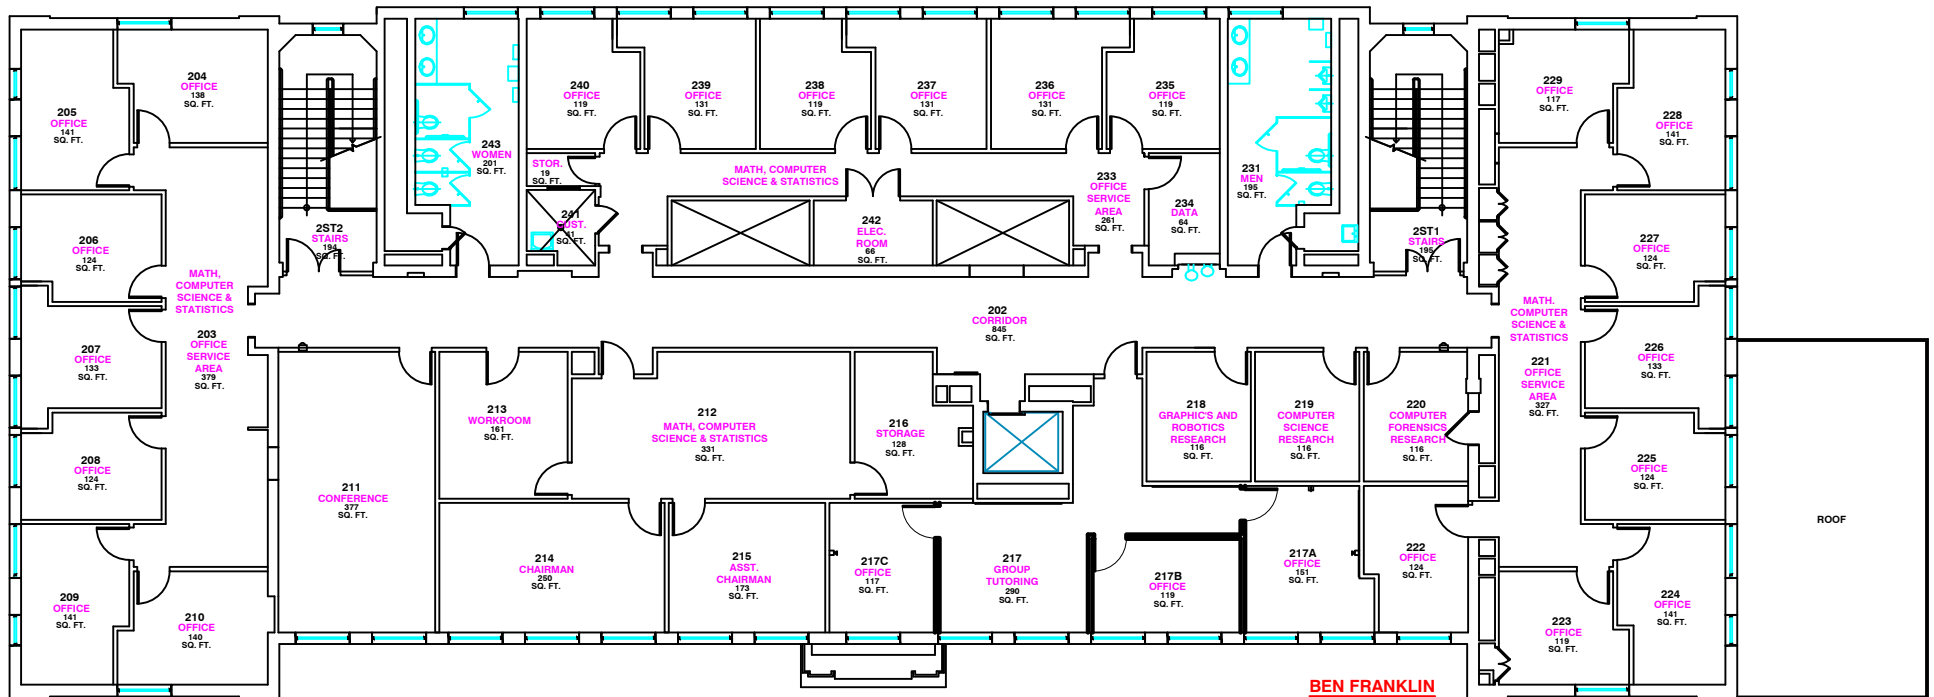 204
OFFICE
138
SQ. FT.
205
OFFICE
141
SQ. FT.
206
OFFICE
124
SQ. FT.
MATH,
COMPUTER
SCIENCE &
STATISTICS
203
OFFICE
SERVICE
AREA
379
SQ. FT.
207
OFFICE
133
SQ. FT.
208
OFFICE
124
SQ. FT.
209
OFFICE
141
SQ. FT.
210
OFFICE
140
SQ. FT.
2ST2
STAIRS
194
SQ. FT.
243
WOMEN
201
SQ. FT.
240
OFFICE
119
SQ. FT.
239
OFFICE
131
SQ. FT.
238
OFFICE
119
SQ. FT.
237
OFFICE
131
SQ. FT.
236
OFFICE
131
SQ. FT.
235
OFFICE
119
SQ. FT.
STOR.
19
SQ. FT.
MATH, COMPUTER
SCIENCE & STATISTICS
241
CUST.
41
SQ. FT.
242
ELEC.
ROOM
66
SQ. FT.
233
OFFICE
SERVICE
AREA
261
SQ. FT.
234
DATA
64
SQ. FT.
231
MEN
195
SQ. FT.
2ST1
STAIRS
195
SQ. FT.
229
OFFICE
117
SQ. FT.
228
OFFICE
141
SQ. FT.
227
OFFICE
124
SQ. FT.
202
CORRIDOR
845
SQ. FT.
MATH.
COMPUTER
SCIENCE &
STATISTICS
221
OFFICE
SERVICE
AREA
327
SQ. FT.
226
OFFICE
133
SQ. FT.
225
OFFICE
124
SQ. FT.
224
OFFICE
141
SQ. FT.
223
OFFICE
119
SQ. FT.
211
CONFERENCE
377
SQ. FT.
213
WORKROOM
161
SQ. FT.
212
MATH, COMPUTER
SCIENCE & STATISTICS
331
SQ. FT.
216
STORAGE
128
SQ. FT.
218
GRAPHIC'S AND
ROBOTICS
RESEARCH
116
SQ. FT.
219
COMPUTER
SCIENCE
RESEARCH
116
SQ. FT.
220
COMPUTER
FORENSICS
RESEARCH
116
SQ. FT.
214
CHAIRMAN
250
SQ. FT.
215
ASST.
CHAIRMAN
173
SQ. FT.
217C
OFFICE
117
SQ. FT.
217
GROUP
TUTORING
290
SQ. FT.
217B
OFFICE
119
SQ. FT.
217A
OFFICE
151
SQ. FT.
222
OFFICE
124
SQ. FT.
ROOF
BEN FRANKLIN